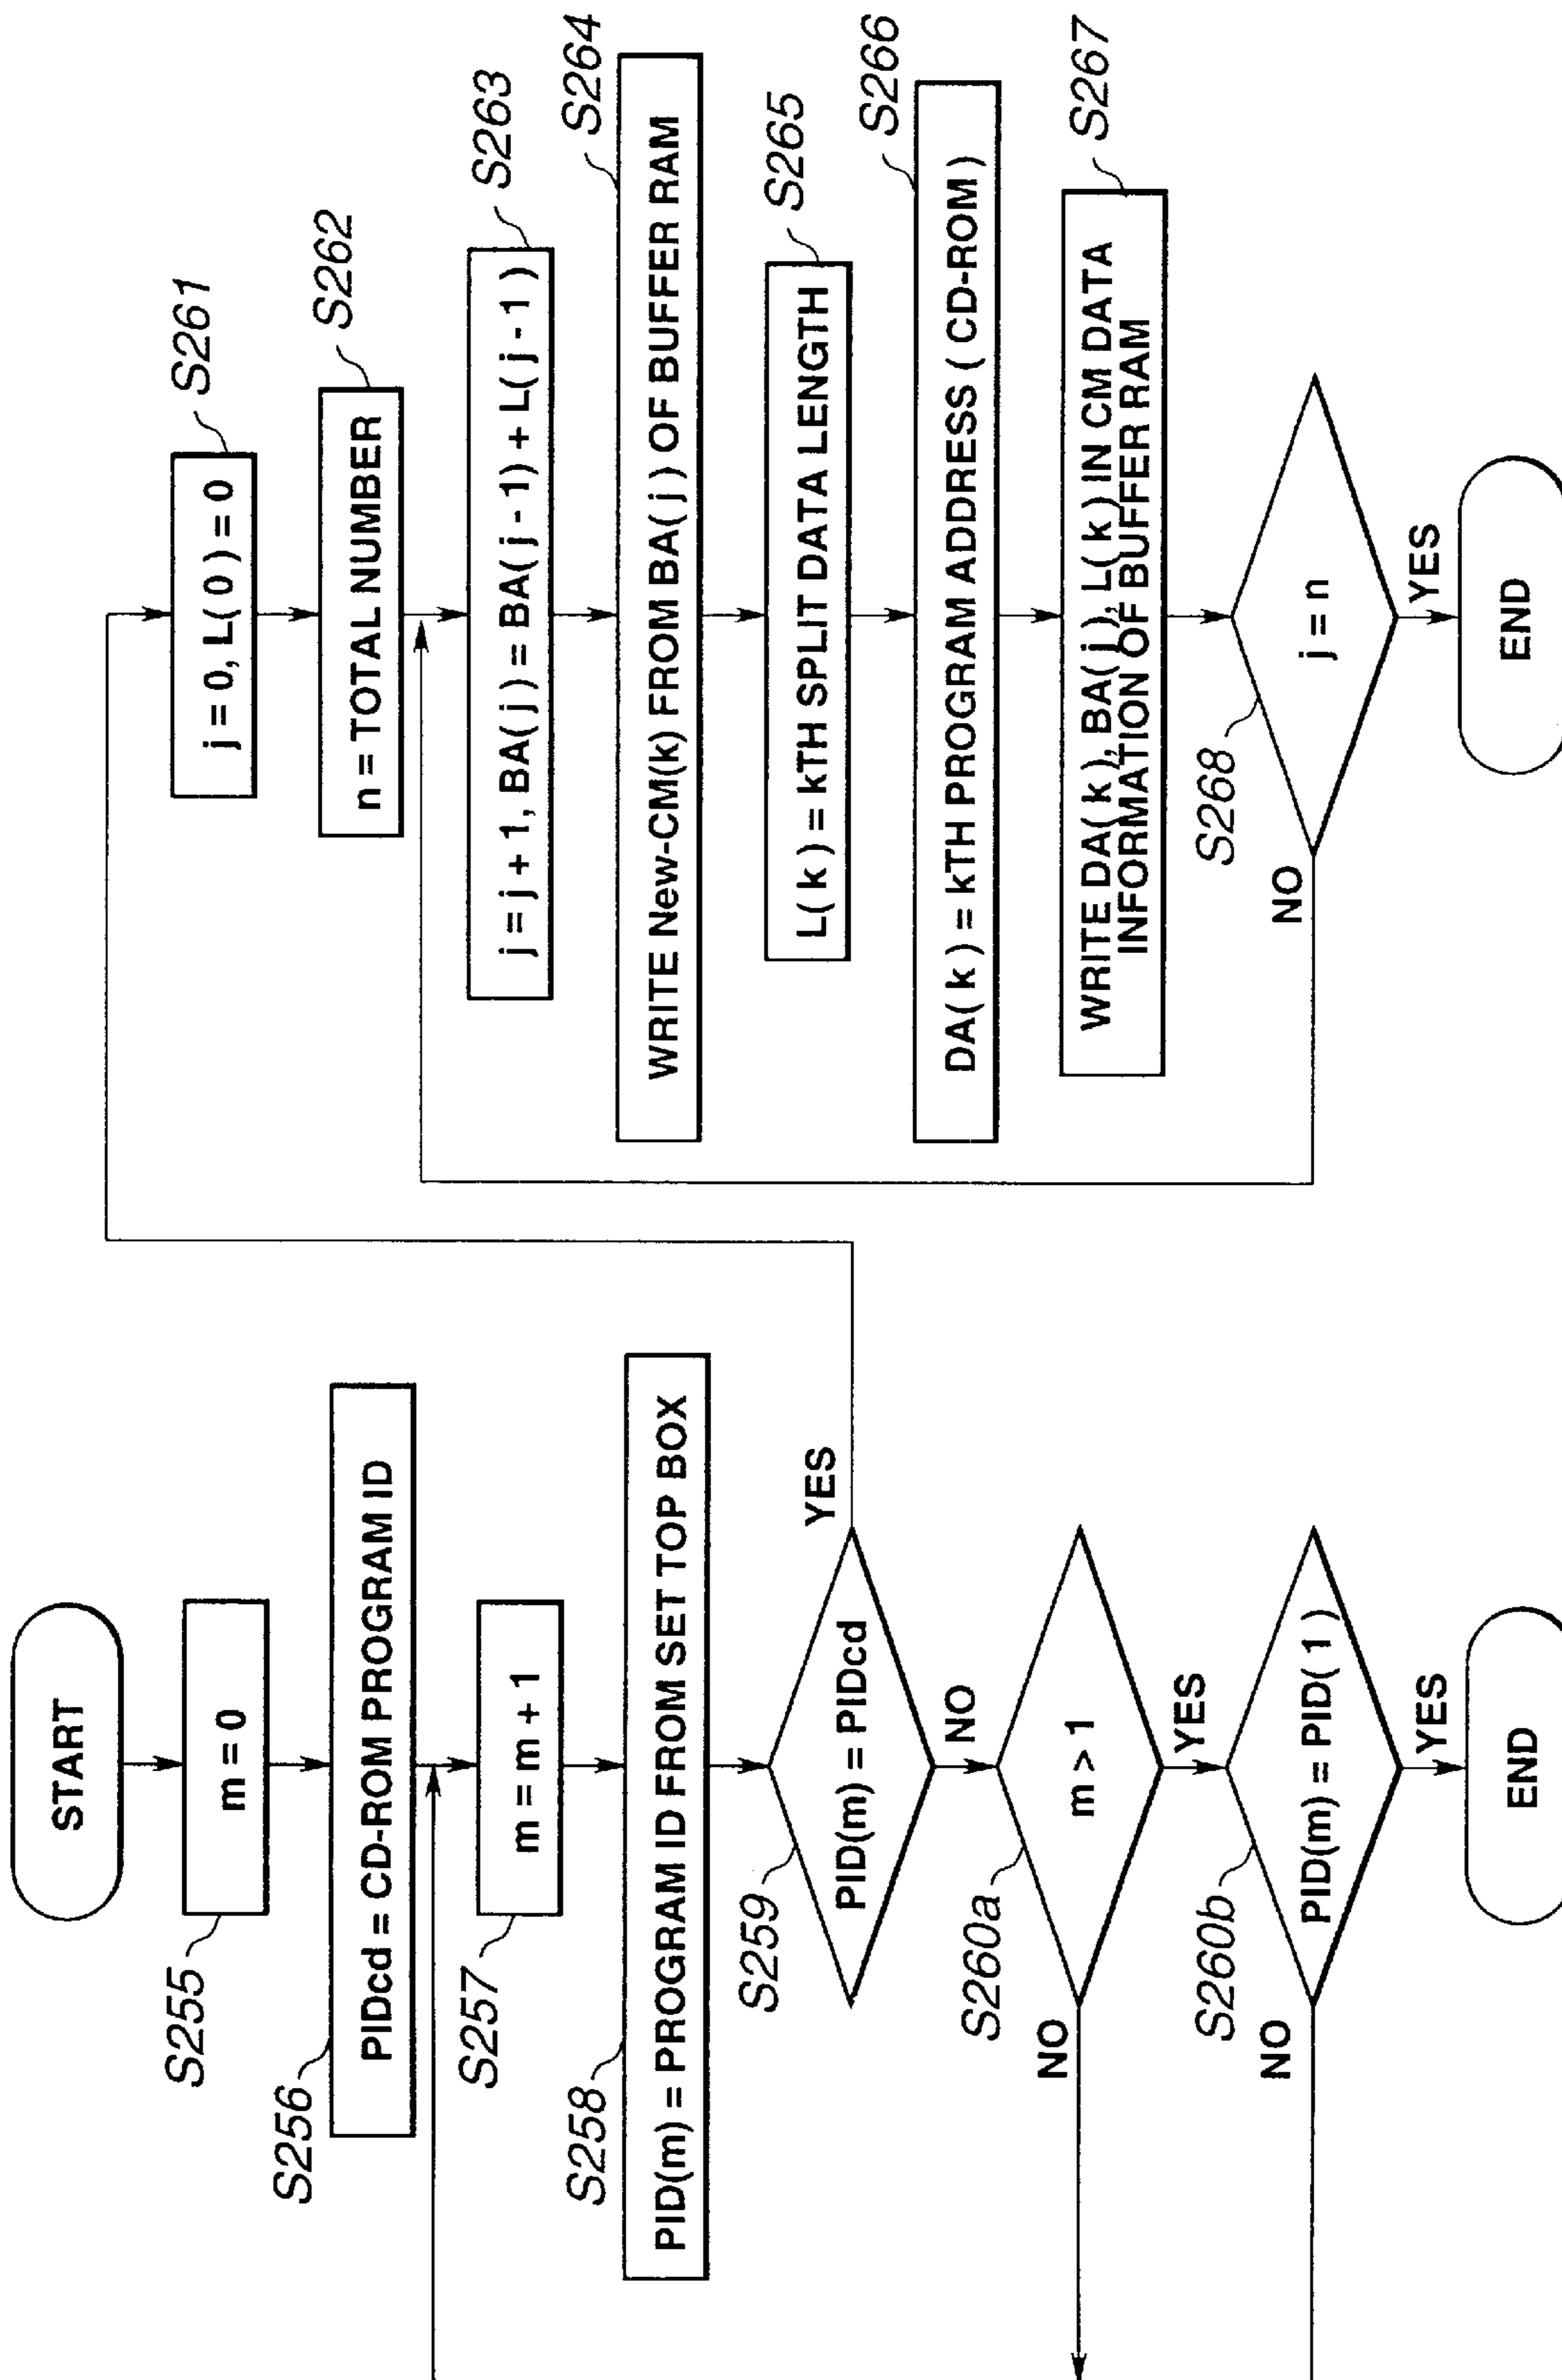 START
S255
m = 0
S256
PIDcd = CD-ROM PROGRAM ID
S257
m = m + 1
S258
PID(m) = PROGRAM ID FROM SET TOP BOX
S259
PID(m) = PIDcd
YES
NO
S260a
m > 1
NO
YES
S260b
PID(m) = PID( 1 )
NO
YES
END
S261
j = 0, L( 0 ) = 0
S262
n = TOTAL NUMBER
S263
j = j + 1, BA( j ) = BA( j - 1 ) + L( j - 1 )
S264
WRITE New-CM(k) FROM BA( j ) OF BUFFER RAM
S265
L( k ) = kTH SPLIT DATA LENGTH
S266
DA( k ) = kTH PROGRAM ADDRESS ( CD-ROM )
S267
WRITE DA( k ), BA( j ), L( k ) IN CM DATA
INFORMATION OF BUFFER RAM
S268
j = n
NO
YES
END